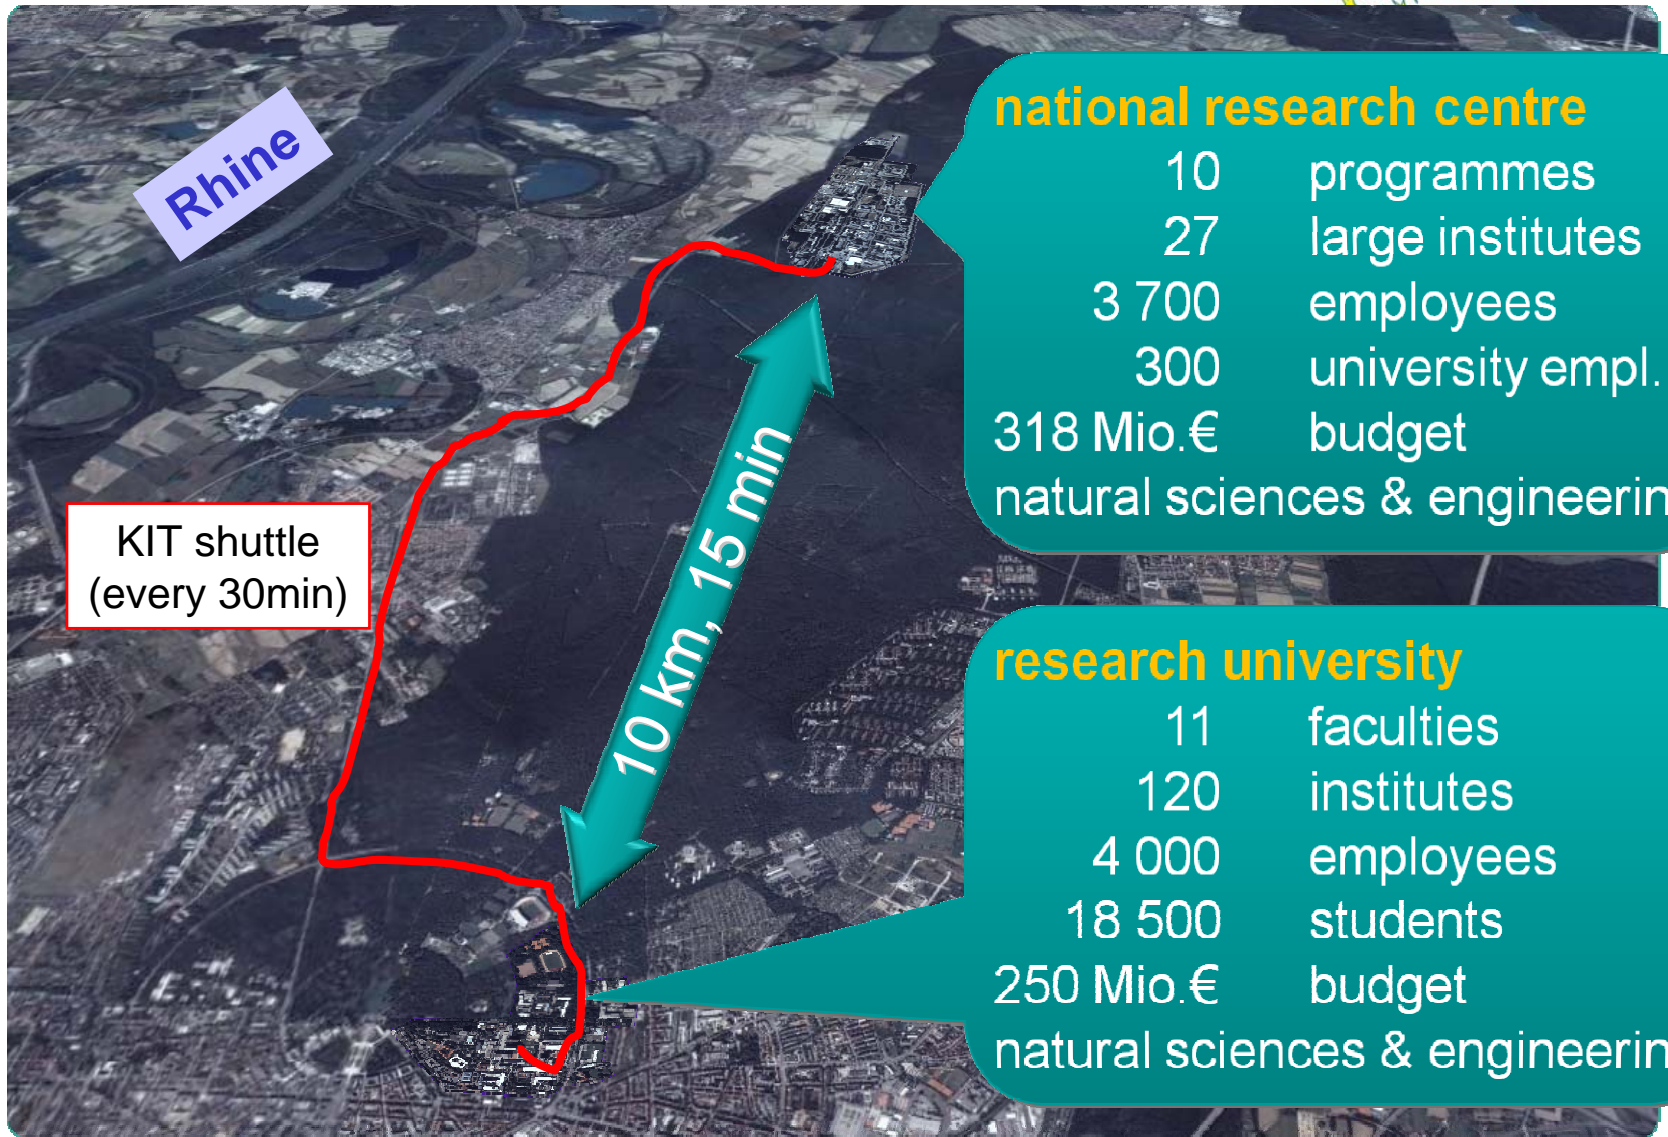 Rhine
national research centre
10 programmes
27 large institutes
3 700 employees
300 university empl.
318 Mio.€ budget
natural sciences & engineerin
KIT shuttle
(every 30min)
10 km, 15 min
research university
11 faculties
120 institutes
4 000 employees
18 500 students
250 Mio.€ budget
natural sciences & engineerin